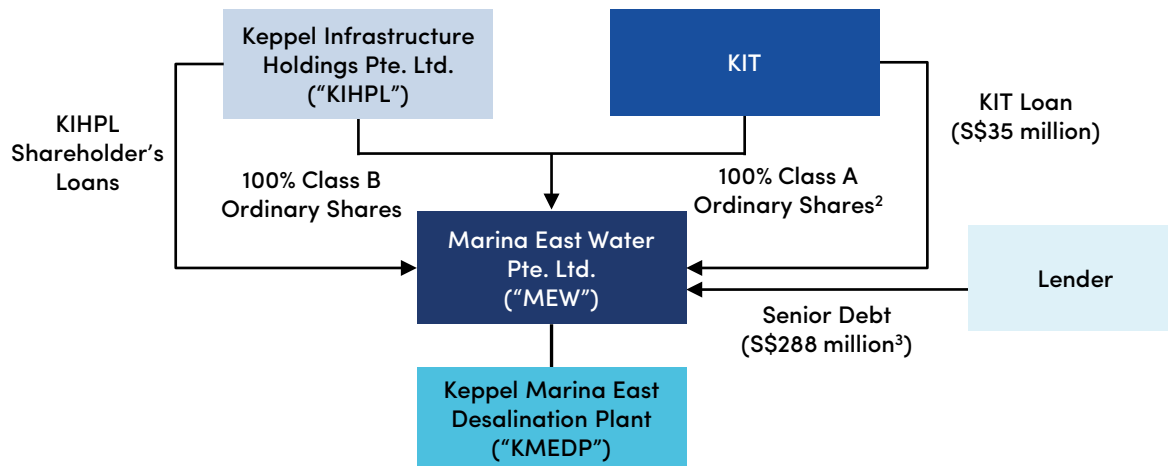 Keppel Infrastructure
Holdings Pte. Ltd.
(“KIHPL”)
KIT
KIHPL
Shareholder’s
Loans
KIT Loan
(S$35 million)
100% Class B
Ordinary Shares
100% Class A
Ordinary Shares²
Marina East Water
Pte. Ltd.
(“MEW”)
Lender
Senior Debt
(S$288 million³)
Keppel Marina East
Desalination Plant
(“KMEDP”)